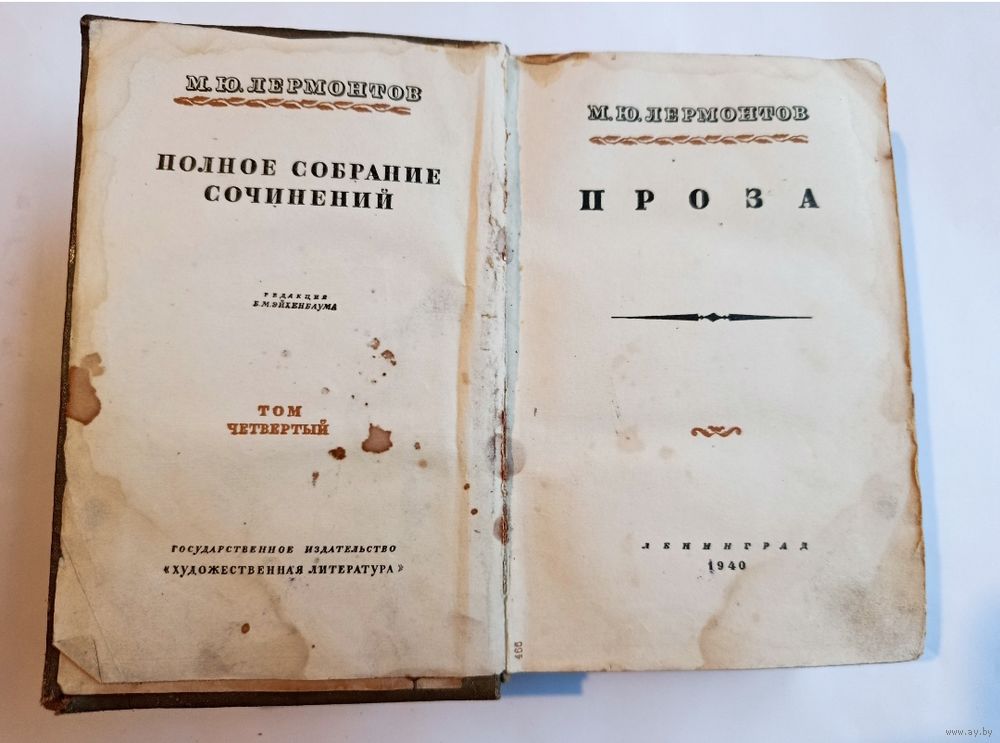 М. Ю. ЛЕРМОНТОВ
ПОЛНОЕ СОБРАНИЕ
СОЧИНЕНИЙ
РЕДАКЦИЯ
Б. М. ЭЙХЕНБАУМА
ТОМ
ЧЕТВЕРТЫЙ
ГОСУДАРСТВЕННОЕ ИЗДАТЕЛЬСТВО
«ХУДОЖЕСТВЕННАЯ ЛИТЕРАТУРА»
М. Ю. ЛЕРМОНТОВ
ПРОЗА
ЛЕНИНГРАД
1940
466
www.ay.by